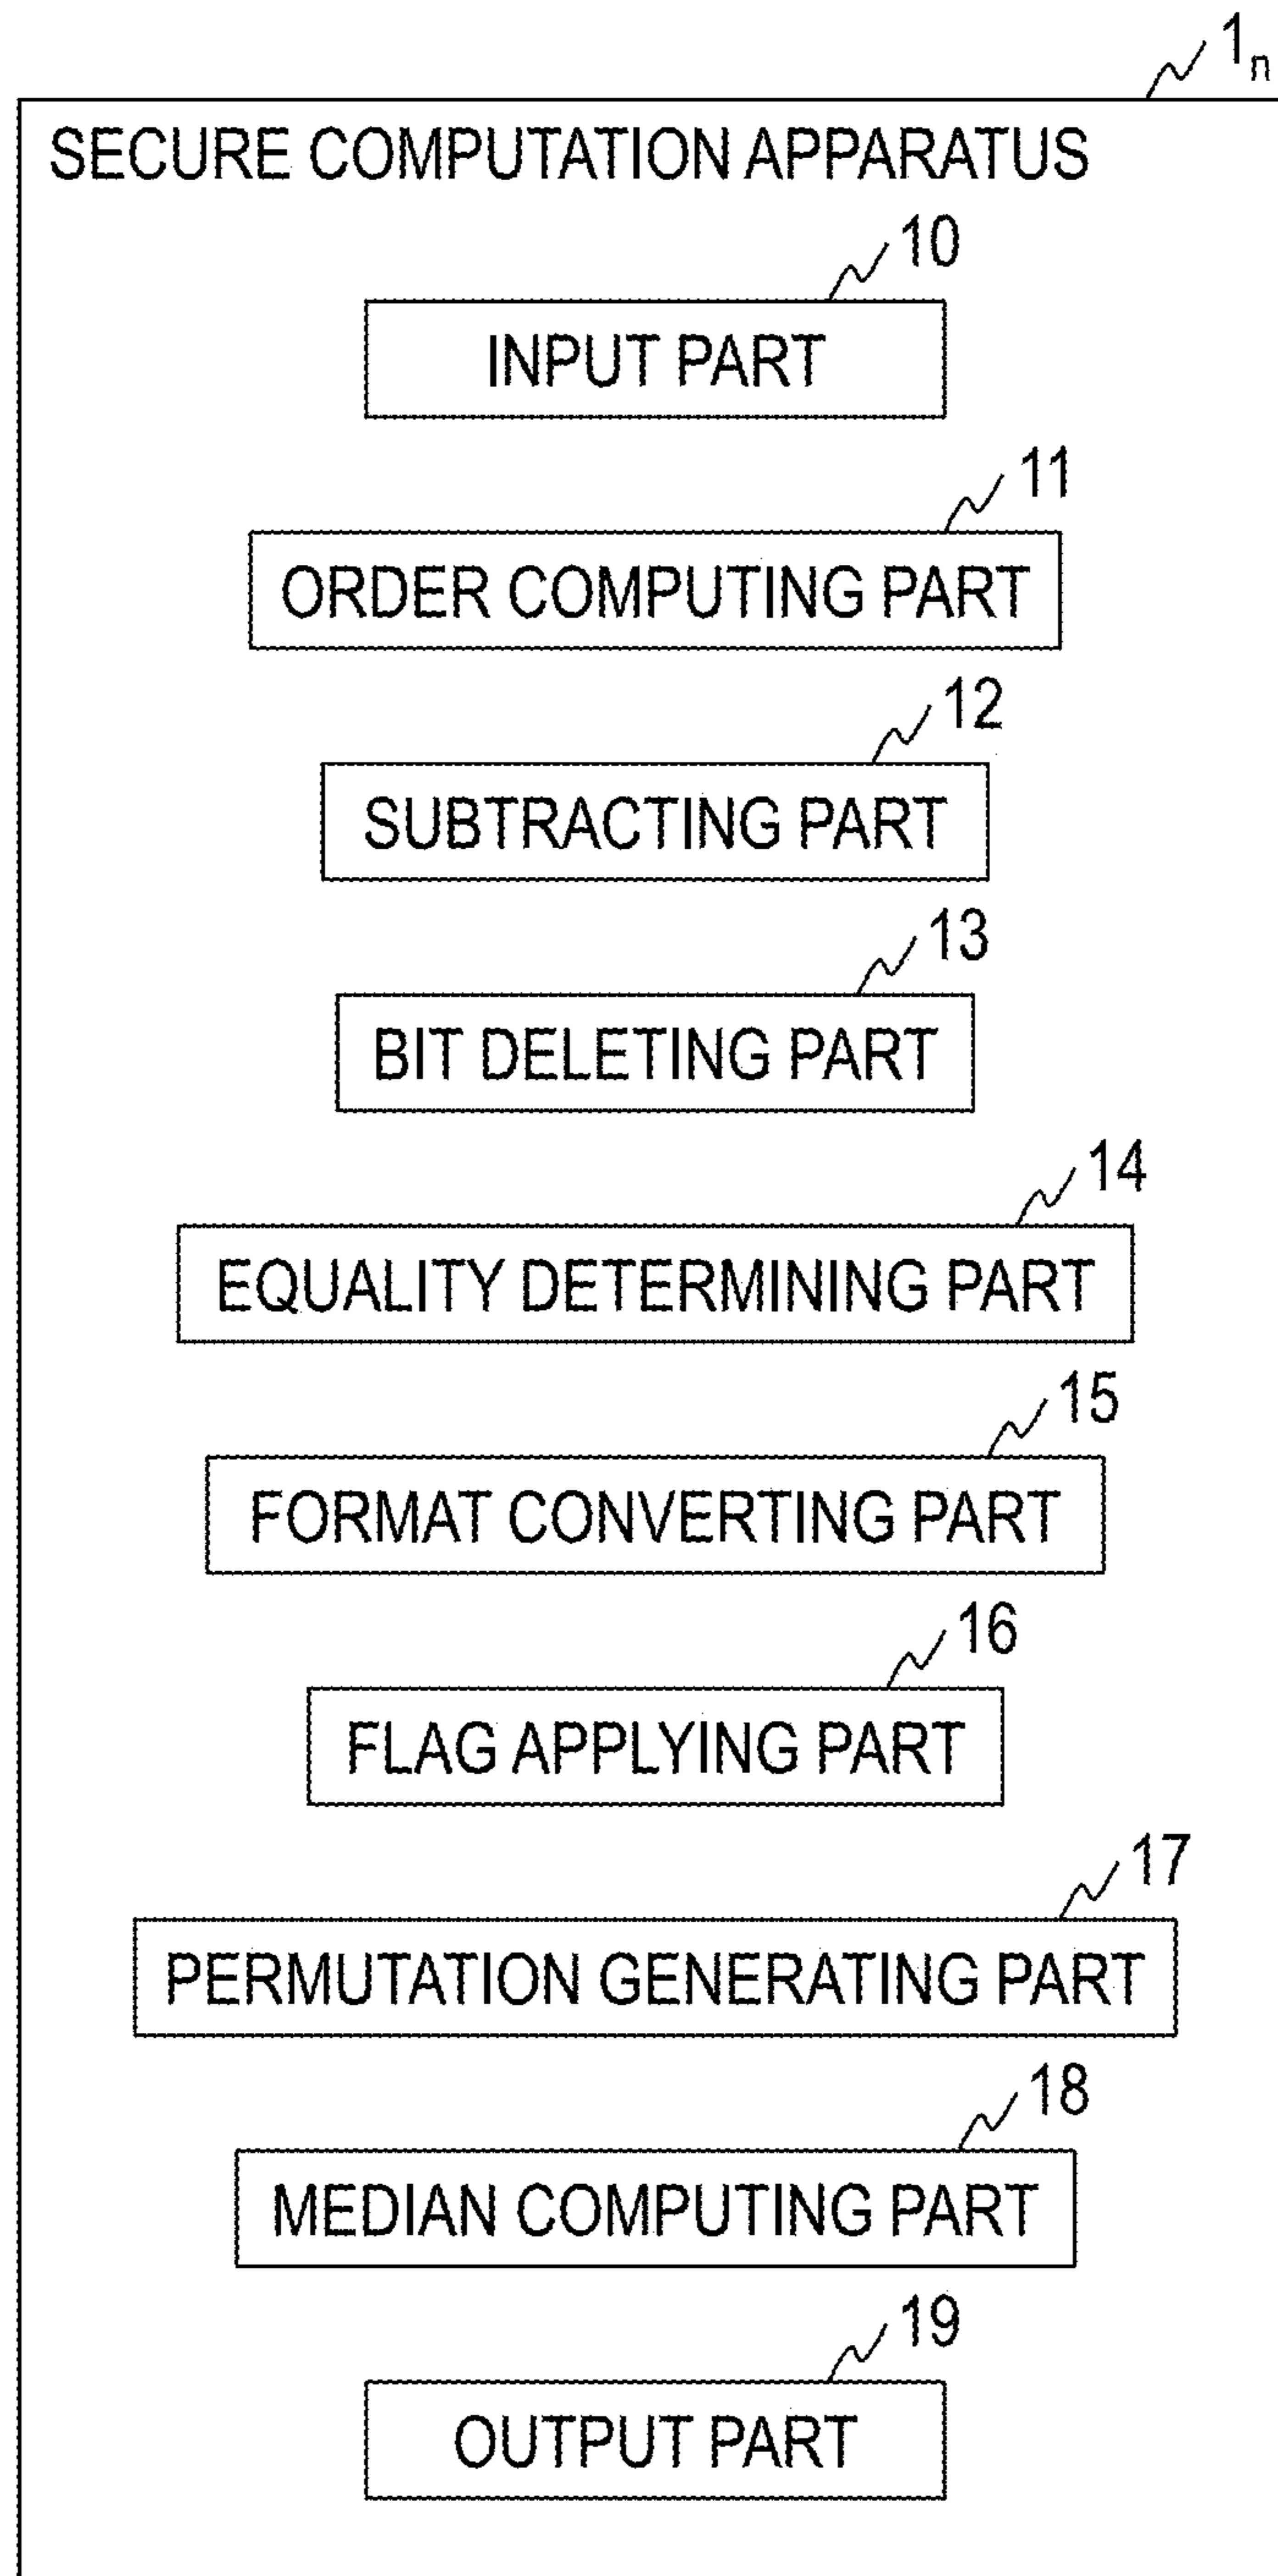 1n
SECURE COMPUTATION APPARATUS
10
INPUT PART
11
ORDER COMPUTING PART
12
SUBTRACTING PART
13
BIT DELETING PART
14
EQUALITY DETERMINING PART
15
FORMAT CONVERTING PART
16
FLAG APPLYING PART
17
PERMUTATION GENERATING PART
18
MEDIAN COMPUTING PART
19
OUTPUT PART